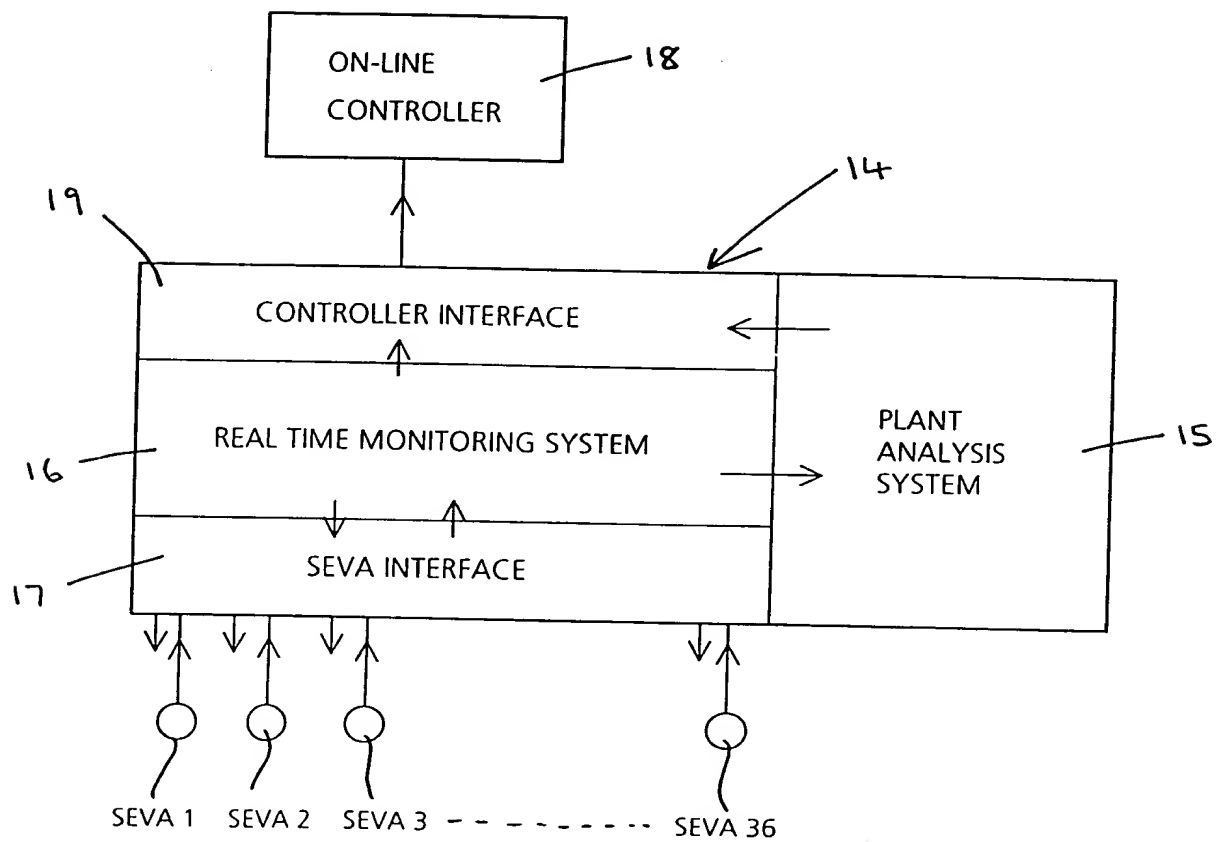 ON-LINE
CONTROLLER
18
14
19
CONTROLLER INTERFACE
REAL TIME MONITORING SYSTEM
16
PLANT
ANALYSIS
SYSTEM
15
SEVA INTERFACE
17
SEVA 1 SEVA 2 SEVA 3 - - - - - - - - - - SEVA 36